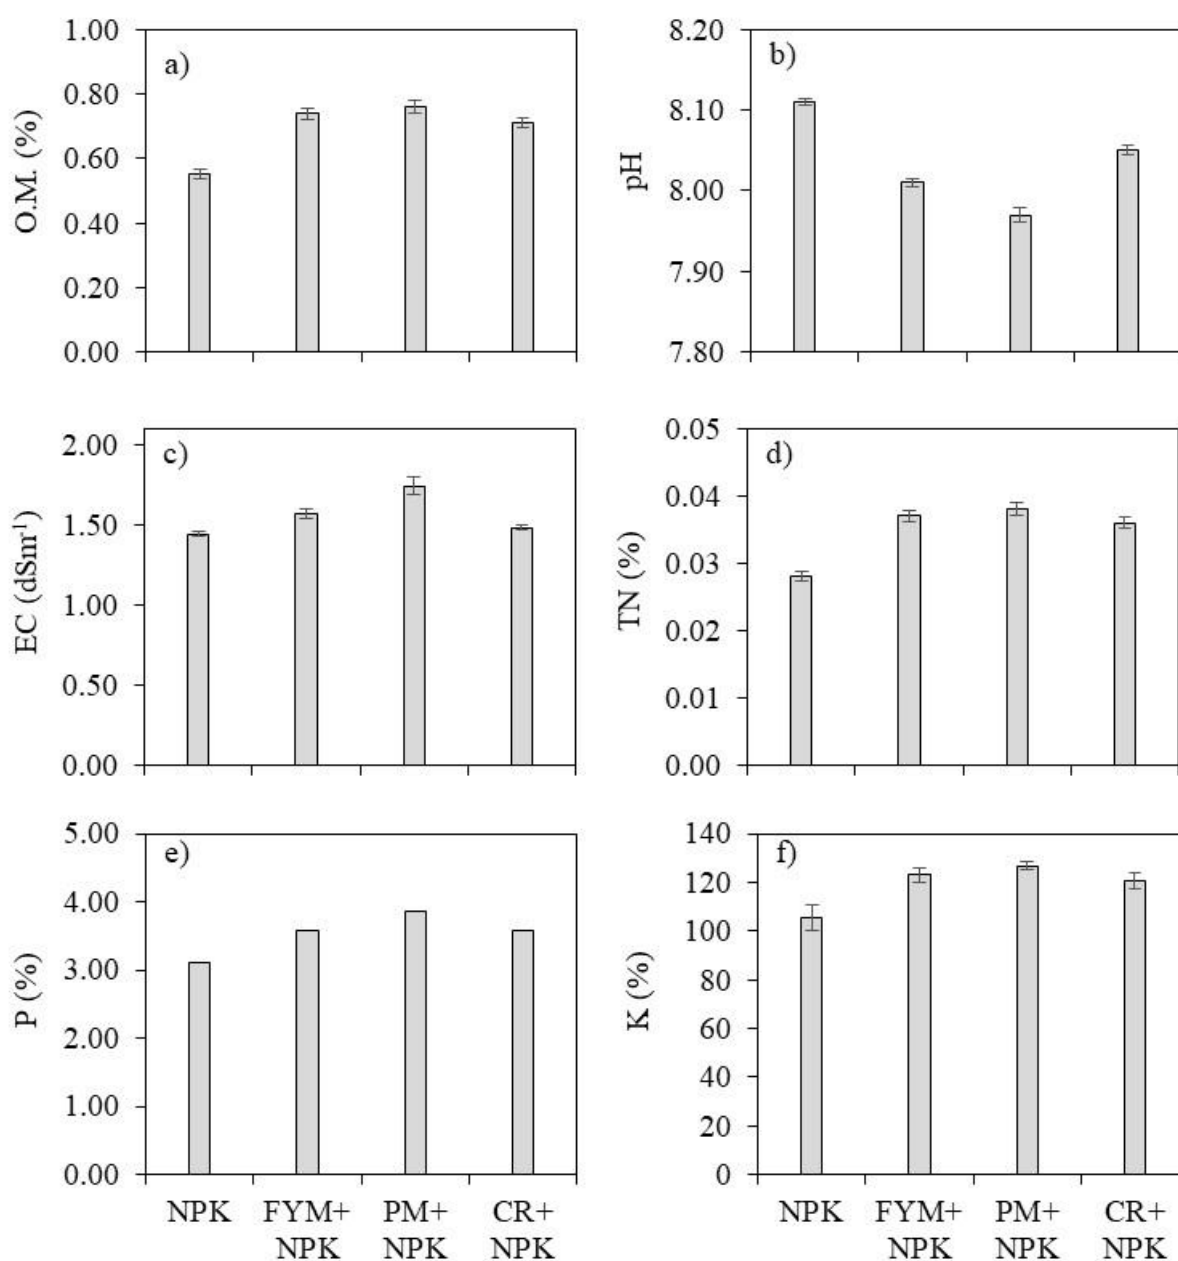 a)
O.M. (%)
1.00
0.80
0.60
0.40
0.20
0.00
b)
pH
8.20
8.10
8.00
7.90
7.80
c)
EC (dSm-1)
2.00
1.50
1.00
0.50
0.00
d)
TN (%)
0.05
0.04
0.03
0.02
0.01
0.00
e)
P (%)
5.00
4.00
3.00
2.00
1.00
0.00
NPK
FYM+
NPK
PM+
NPK
CR+
NPK
f)
K (%)
140
120
100
80
60
40
20
0
NPK
FYM+
NPK
PM+
NPK
CR+
NPK